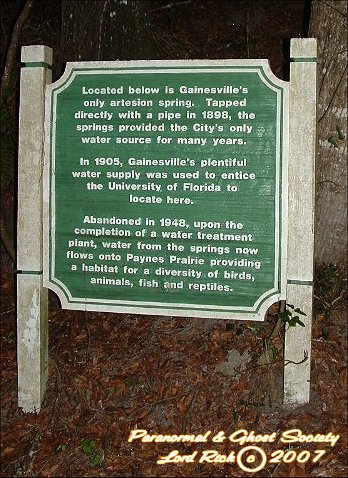 Located below is Gainesville's
only artesion spring. Tapped
directly with a pipe in 1898, the
springs provided the City's only
water source for many years.
In 1905, Gainesville's plentiful
water supply was used to entice
the University of Florida to
locate here.
Abandoned in 1948, upon the
completion of a water treatment
plant, water from the springs now
flows onto Paynes Prairie providing
a habitat for a diversity of birds,
animals, fish and reptiles.
Paranormal & Ghost Society
Lord Rick © 2007